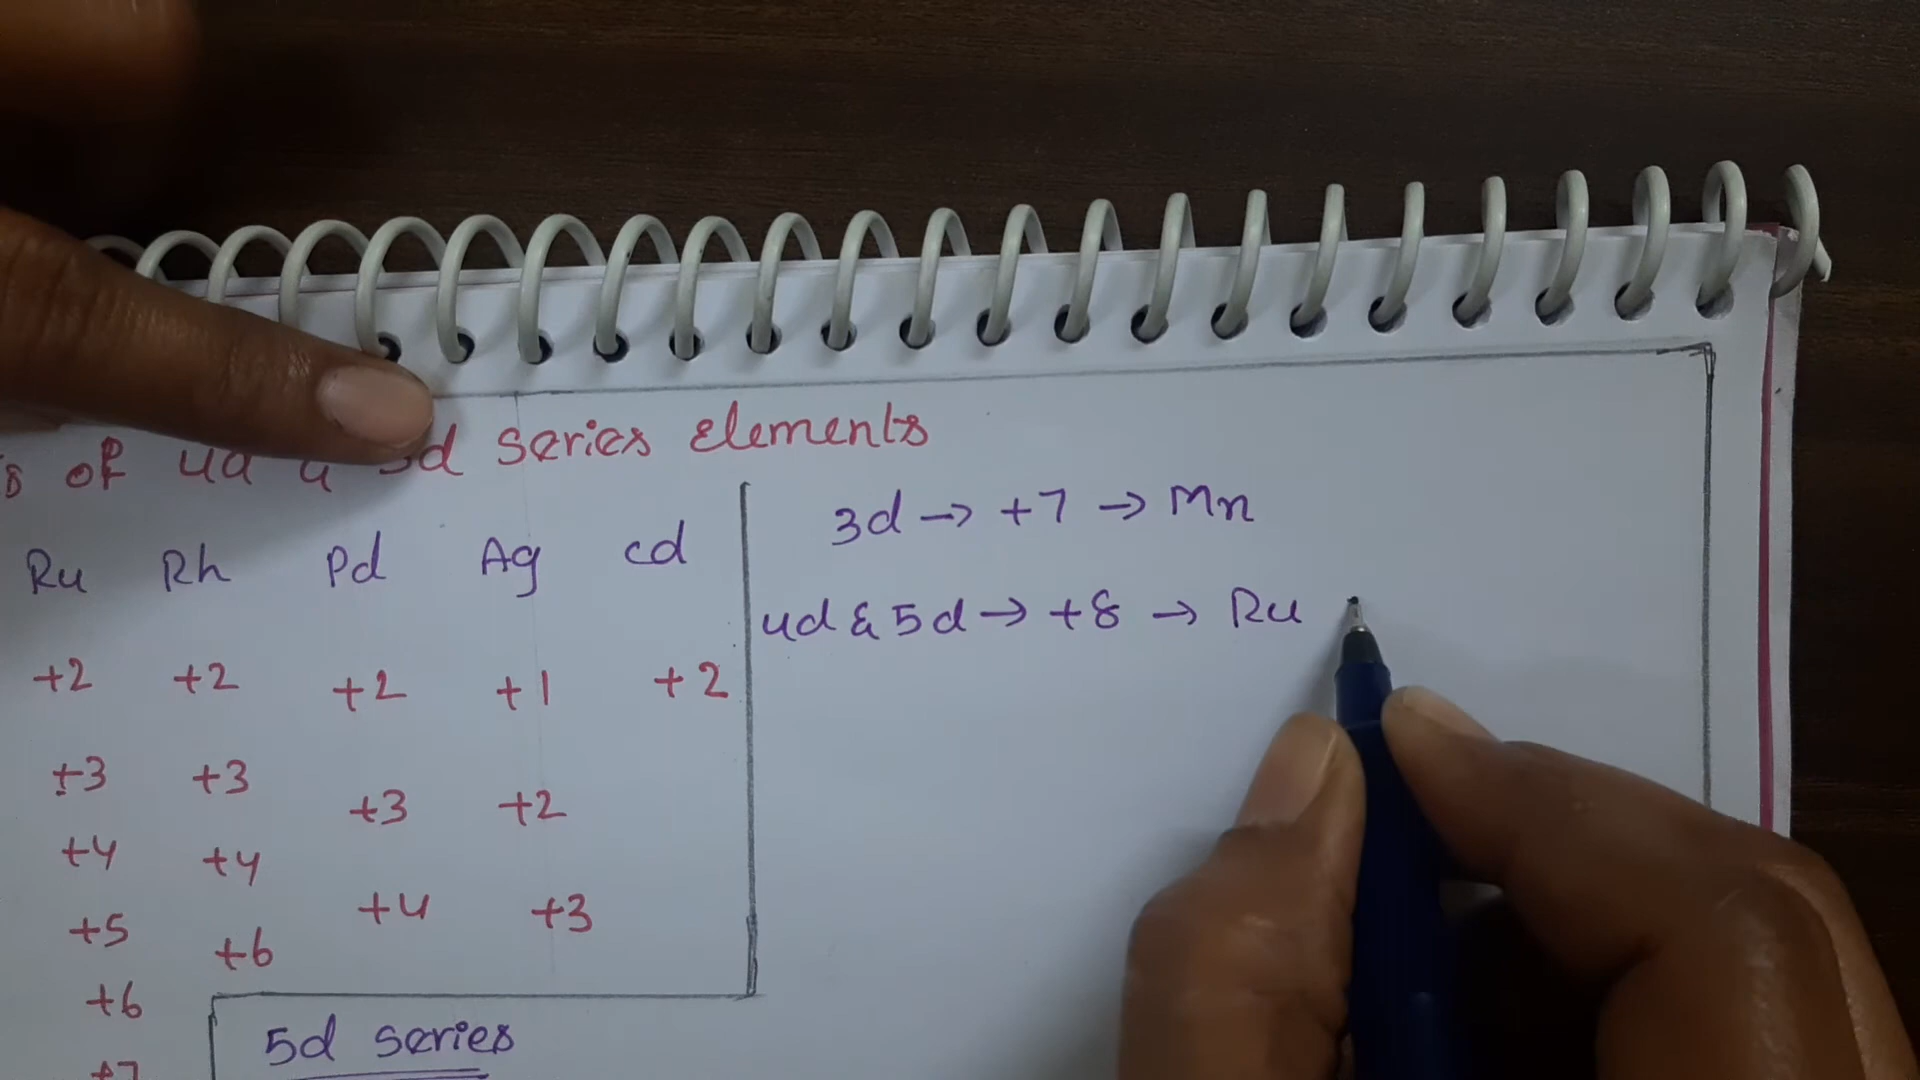 of 4d & 5d series elements
Ru Rh Pd Ag cd
+2 +2 +2 +1 +2
+3 +3 +3 +2
+4 +4 +4 +3
+5 +6
+6
+7
5d series
3d → +7 → Mn
4d & 5d → +8 → Ru